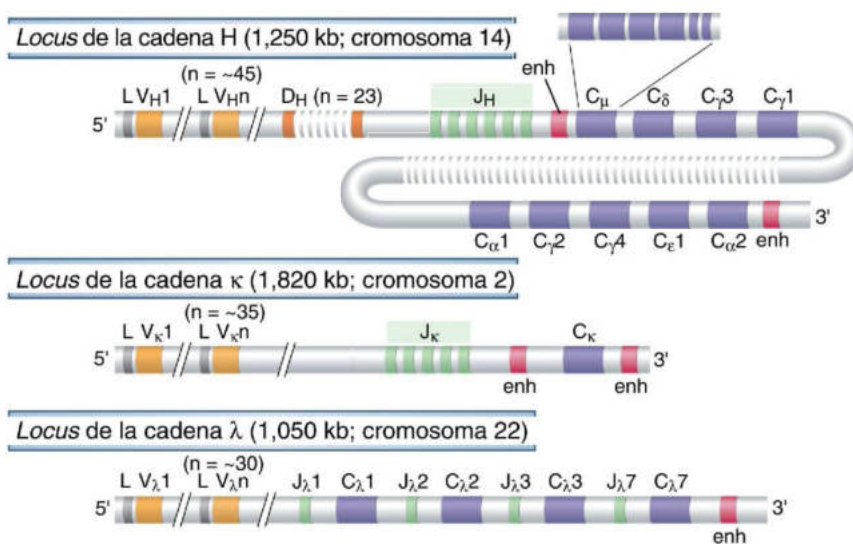 Locus de la cadena H (1,250 kb; cromosoma 14)
(n = ~45)
L VH1 L VHn DH (n = 23) JH enh Cμ Cδ Cγ3 Cγ1
5'
3'
Cα1 Cγ2 Cγ4 Cε1 Cα2 enh
Locus de la cadena κ (1,820 kb; cromosoma 2)
(n = ~35)
L Vκ1 L Vκn Jκ Cκ
5' 3'
enh enh
Locus de la cadena λ (1,050 kb; cromosoma 22)
(n = ~30)
L Vλ1 L Vλn Jλ1 Cλ1 Jλ2 Cλ2 Jλ3 Cλ3 Jλ7 Cλ7
5' 3'
enh